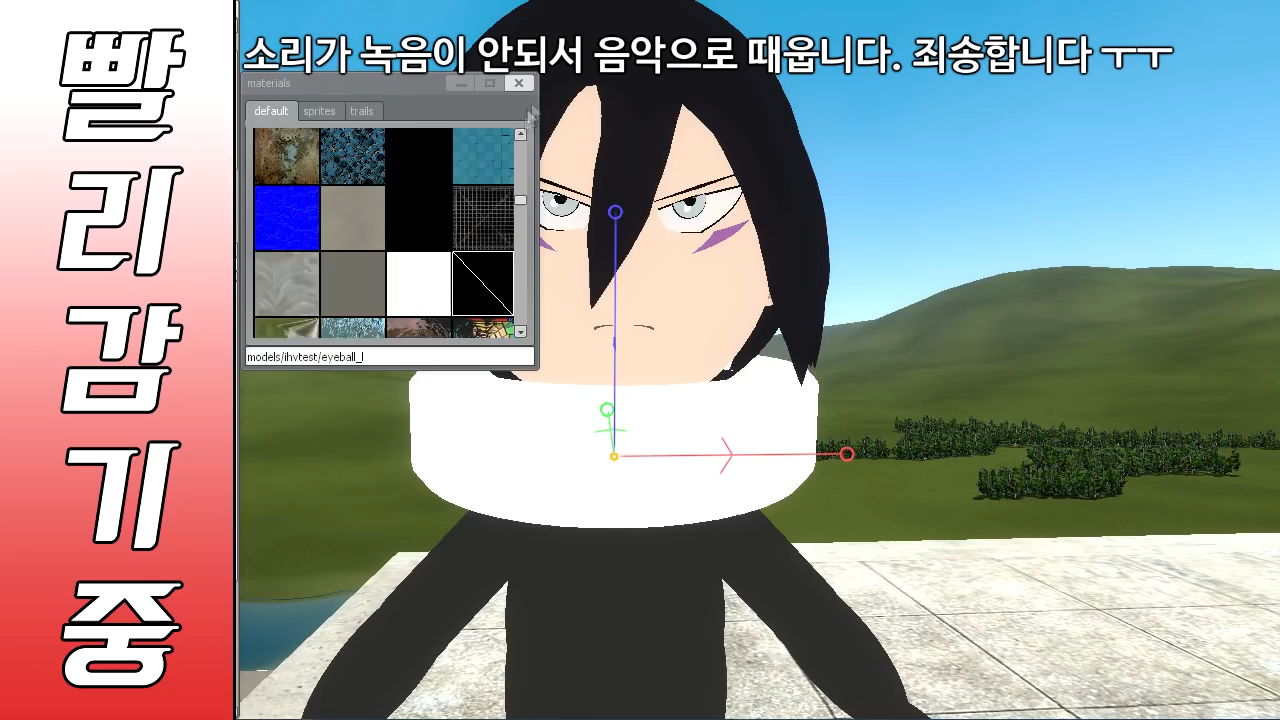 빨리감기중
소리가 녹음이 안되서 음악으로 때웁니다. 죄송합니다 ㅜㅜ
materials
default sprites trails
models/ihvtest/eyeball_l